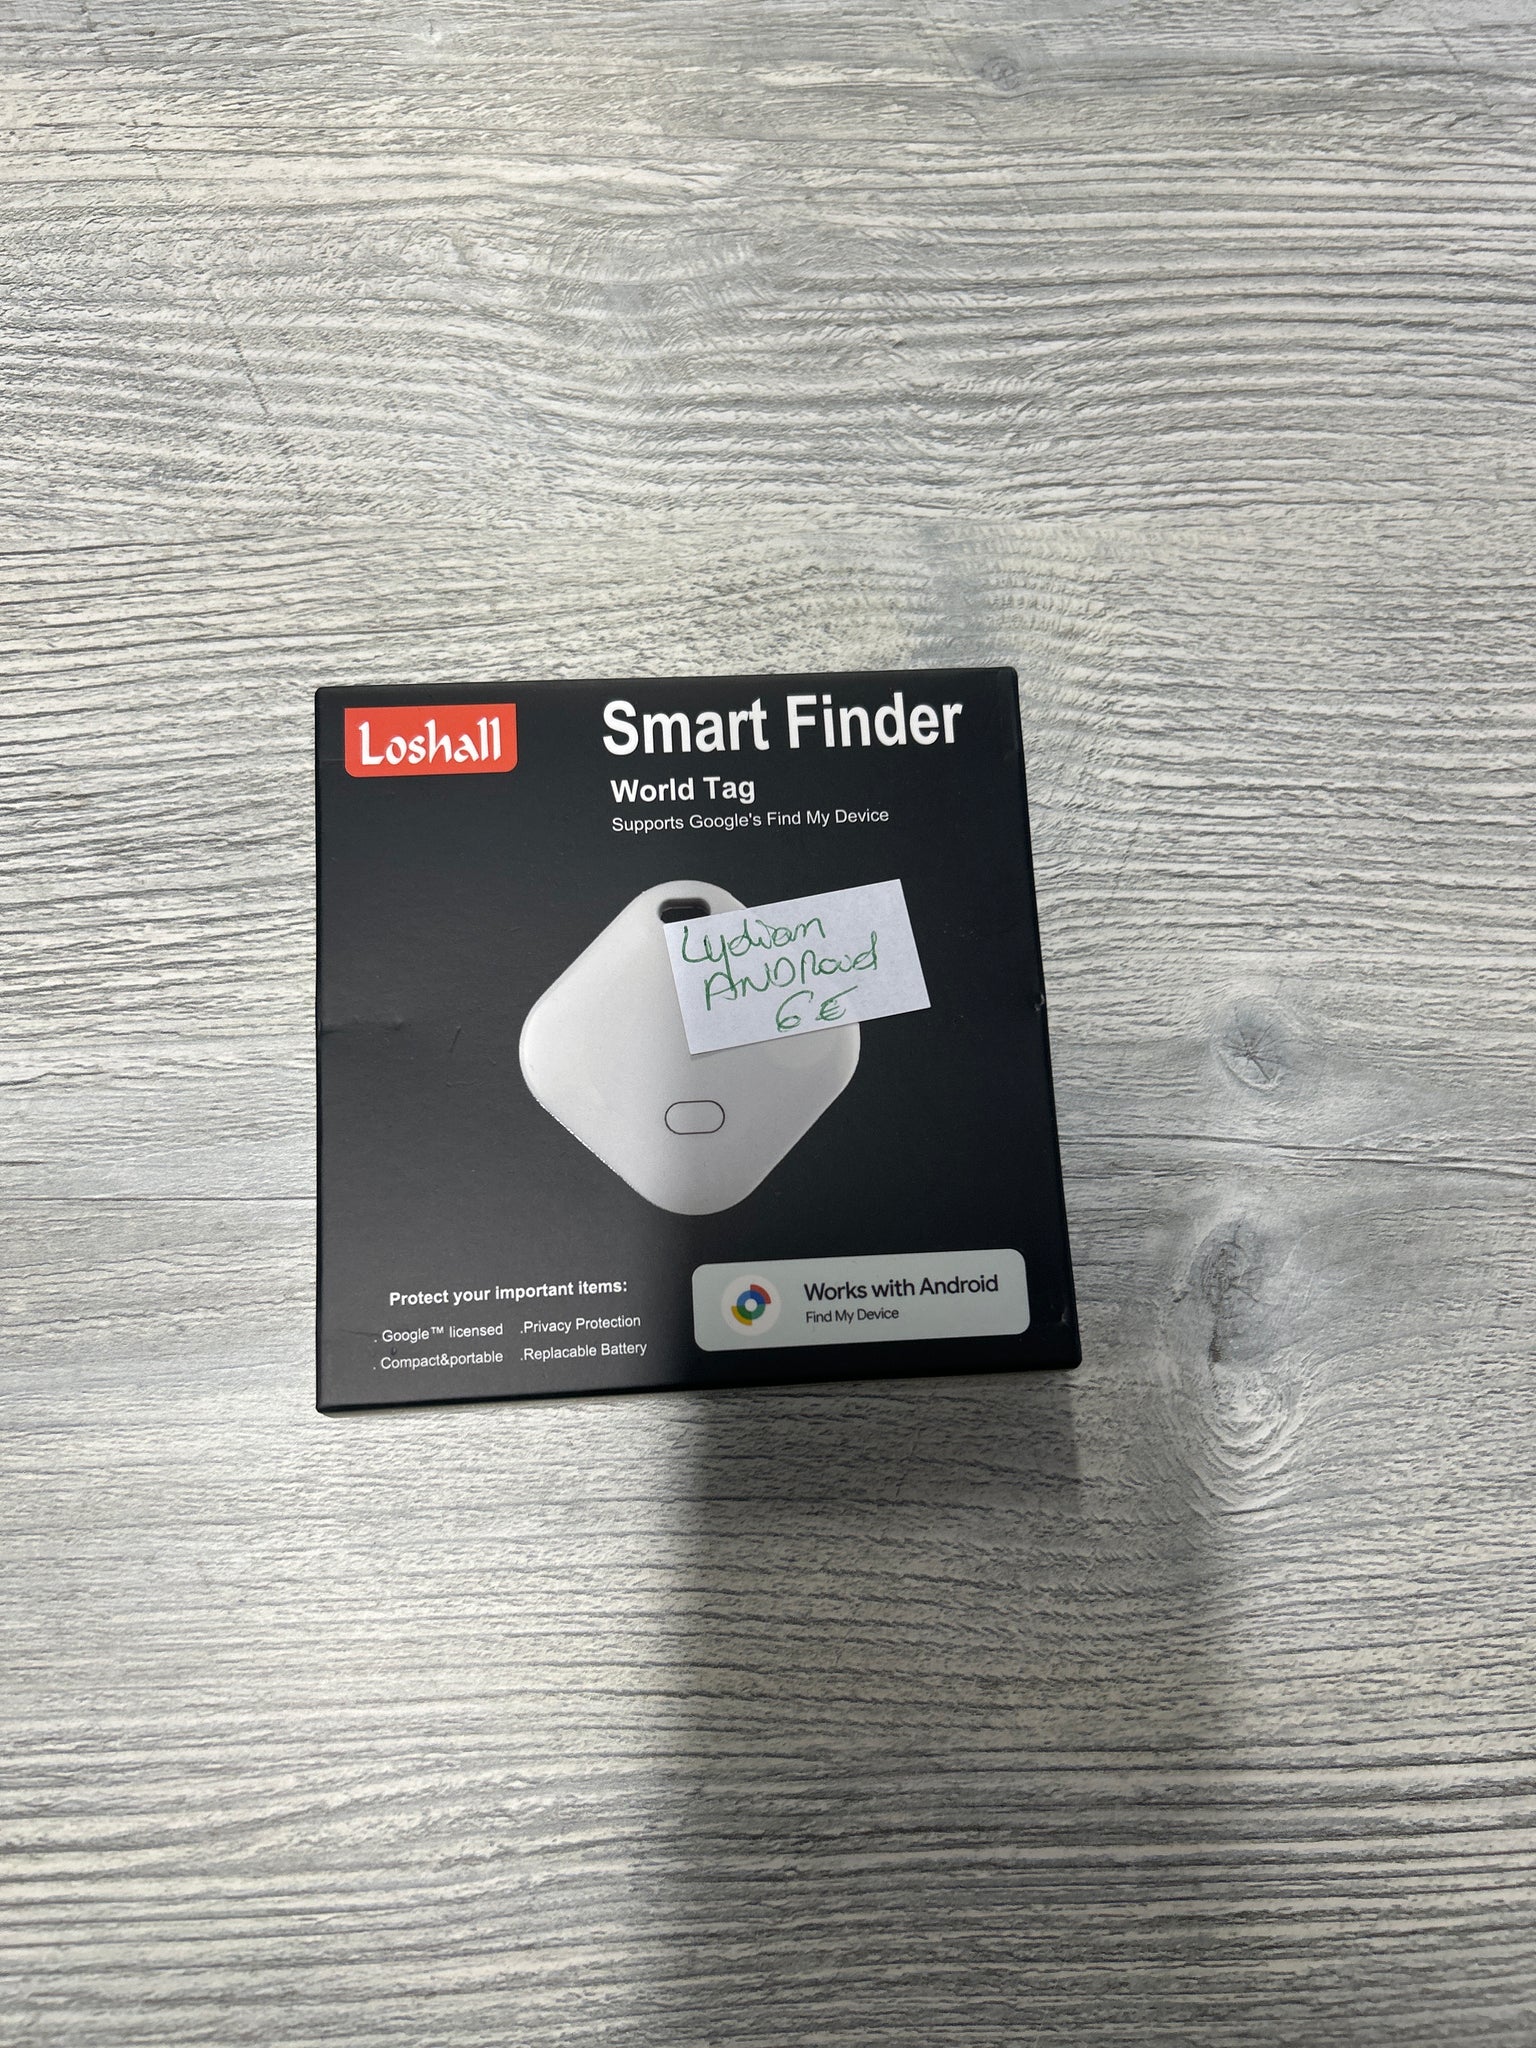 Loshall
Smart Finder
World Tag
Supports Google's Find My Device
Lydian
ANDRoid
6€
Protect your important items:
. Google™ licensed .Privacy Protection
. Compact&portable .Replacable Battery
Works with Android
Find My Device